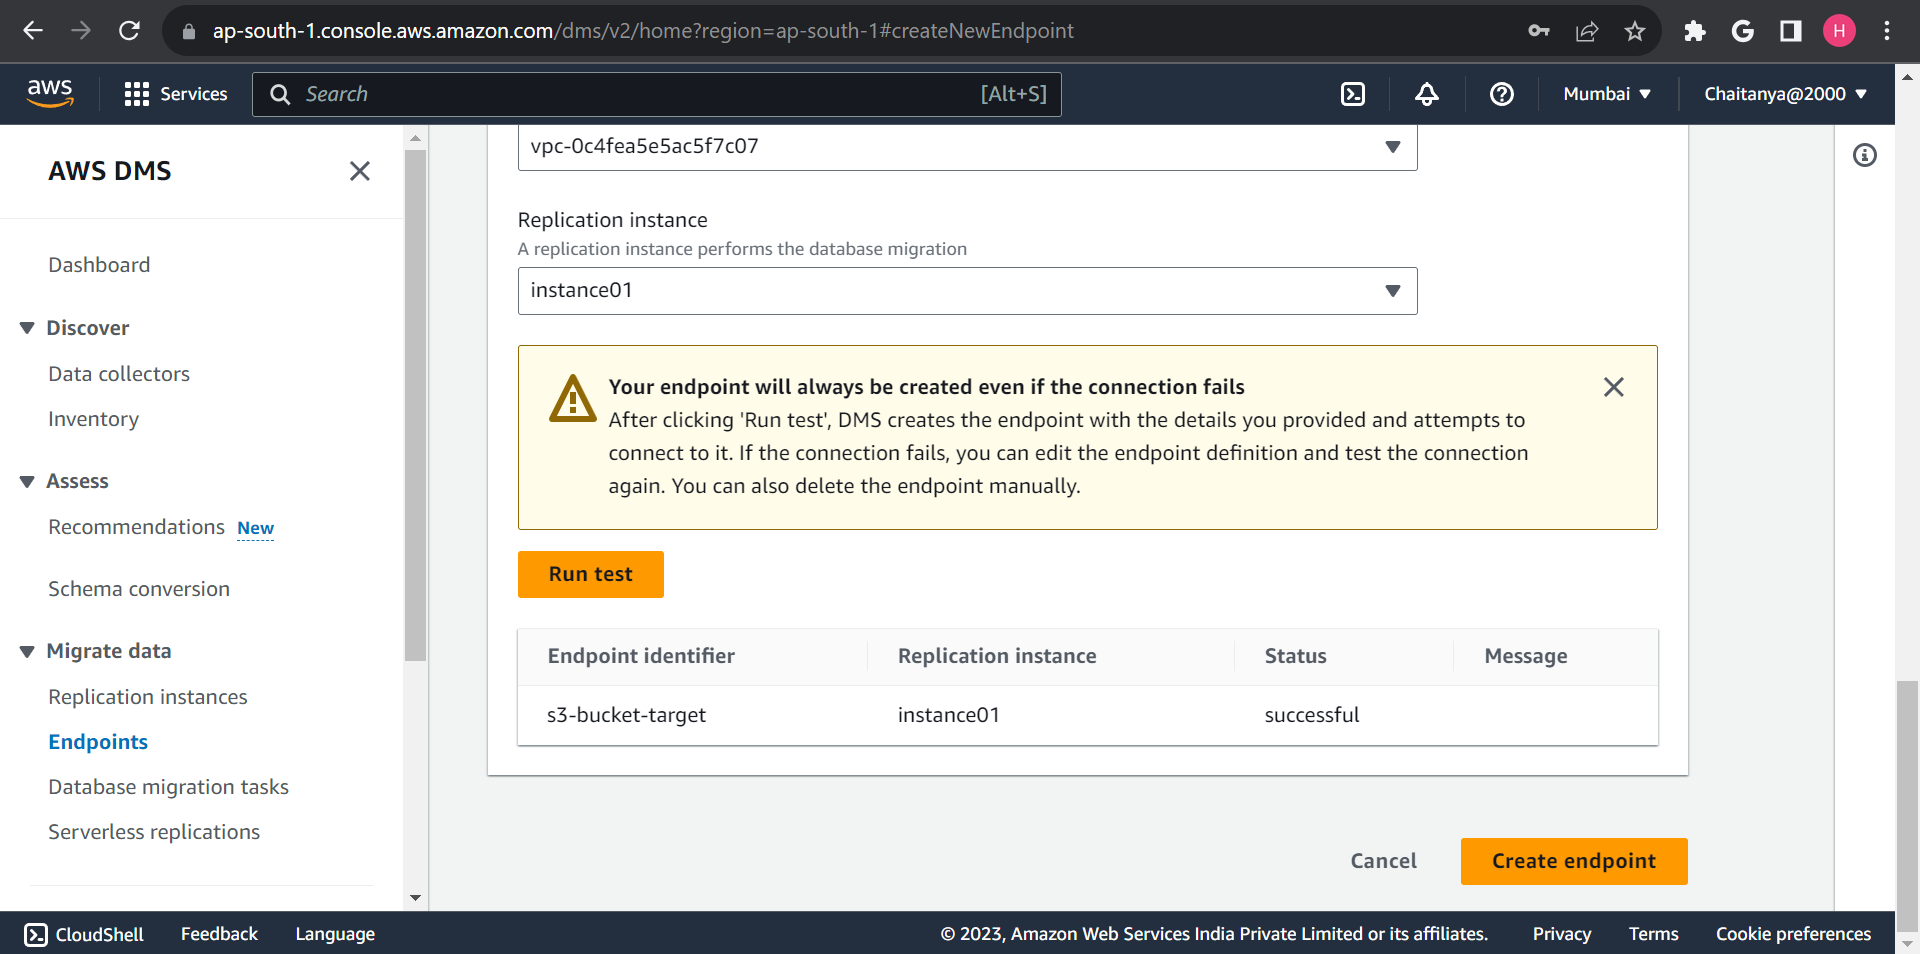 ap-south-1.console.aws.amazon.com/dms/v2/home?region=ap-south-1#createNewEndpoint
H
aws
Services
Search
[Alt+S]
Mumbai
Chaitanya@2000
AWS DMS
Dashboard
Discover
Data collectors
Inventory
Assess
Recommendations New
Schema conversion
Migrate data
Replication instances
Endpoints
Database migration tasks
Serverless replications
vpc-0c4fea5e5ac5f7c07
Replication instance
A replication instance performs the database migration
instance01
Your endpoint will always be created even if the connection fails
After clicking 'Run test', DMS creates the endpoint with the details you provided and attempts to
connect to it. If the connection fails, you can edit the endpoint definition and test the connection
again. You can also delete the endpoint manually.
Run test
Endpoint identifier Replication instance Status Message
s3-bucket-target instance01 successful
Cancel Create endpoint
CloudShell Feedback Language © 2023, Amazon Web Services India Private Limited or its affiliates. Privacy Terms Cookie preferences